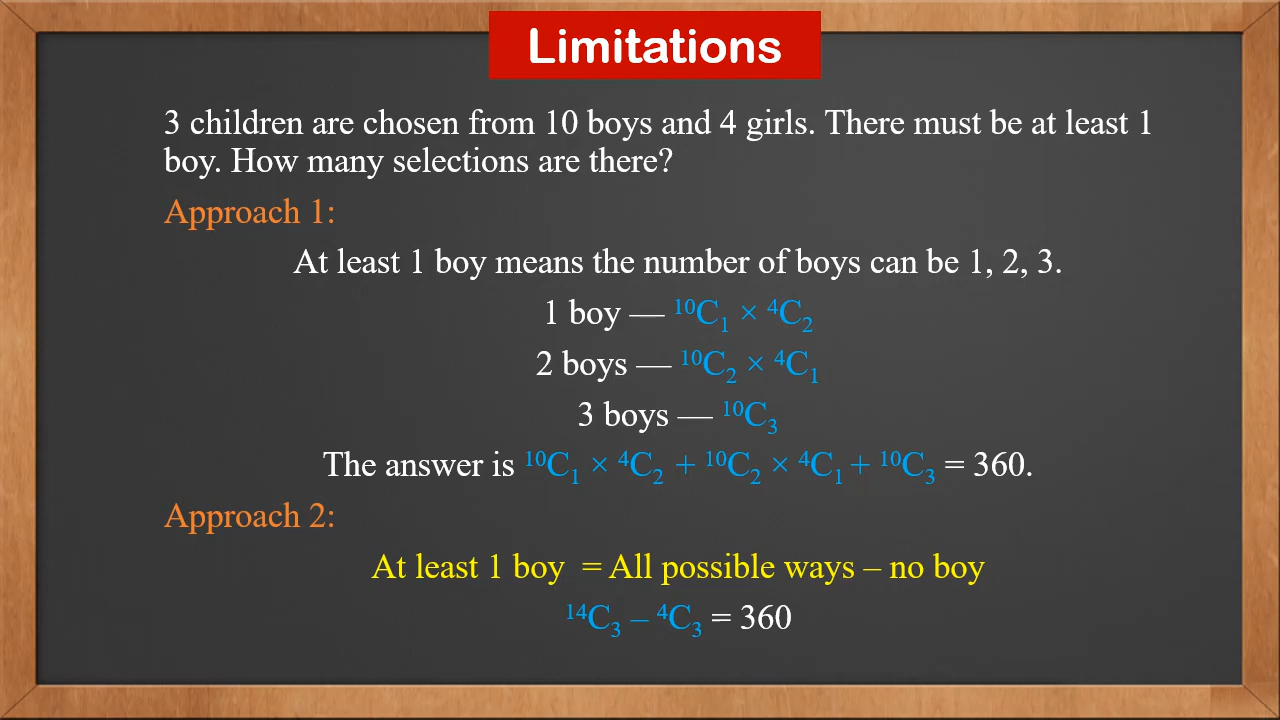 Limitations
3 children are chosen from 10 boys and 4 girls. There must be at least 1
boy. How many selections are there?
Approach 1:
At least 1 boy means the number of boys can be 1, 2, 3.
1 boy — ¹⁰C₁ × ⁴C₂
2 boys — ¹⁰C₂ × ⁴C₁
3 boys — ¹⁰C₃
The answer is ¹⁰C₁ × ⁴C₂ + ¹⁰C₂ × ⁴C₁ + ¹⁰C₃ = 360.
Approach 2:
At least 1 boy = All possible ways – no boy
¹⁴C₃ – ⁴C₃ = 360